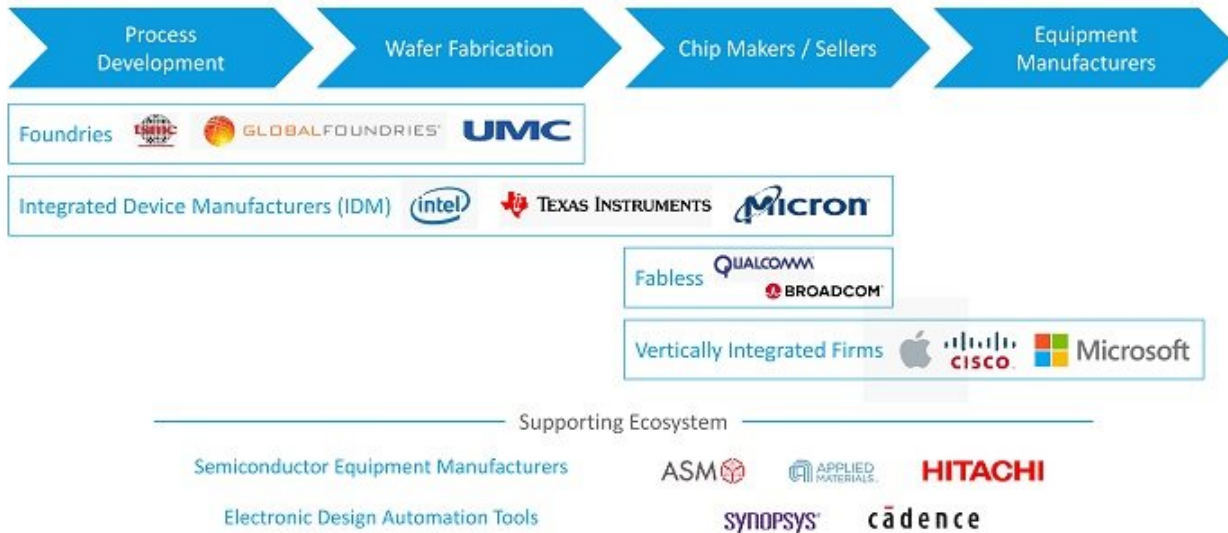 Process
Development
Wafer Fabrication
Chip Makers / Sellers
Equipment
Manufacturers
Foundries tsmc GLOBALFOUNDRIES UMC
Integrated Device Manufacturers (IDM) intel TEXAS INSTRUMENTS Micron
Fabless QUALCOMM
BROADCOM
Vertically Integrated Firms CISCO Microsoft
Supporting Ecosystem
Semiconductor Equipment Manufacturers ASM APPLIED MATERIALS HITACHI
Electronic Design Automation Tools SYNOPSYS cādence